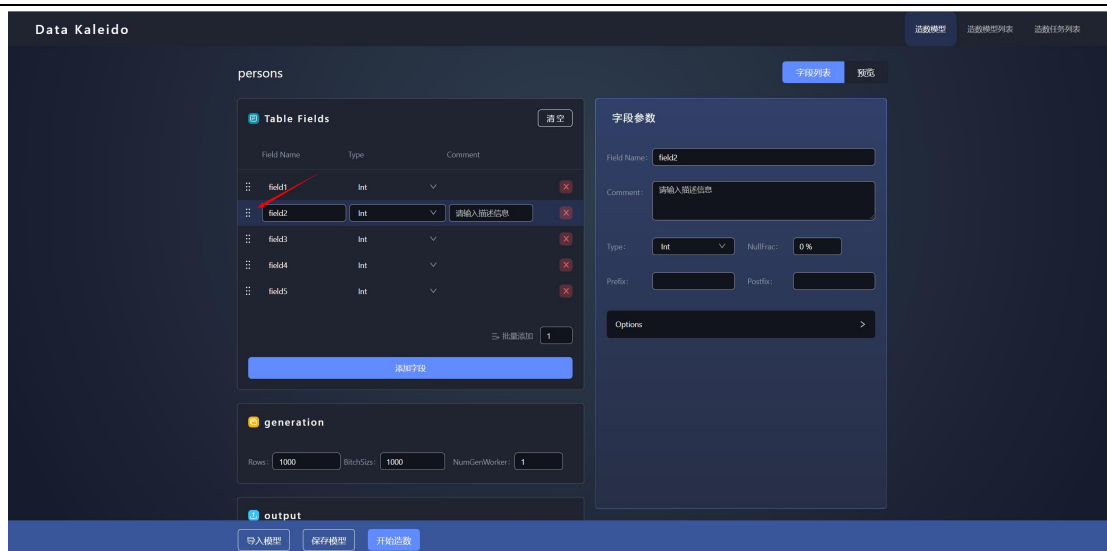 Data Kaleido 造数模型 造数模型列表 造数任务列表
persons 字段列表 预览
Table Fields 清空
Field Name Type Comment
field1 Int X
field2 Int 请输入描述信息 X
field3 Int X
field4 Int X
field5 Int X
批量添加 1
添加字段
generation
Rows: 1000 BitchSizs: 1000 NumGenWorker: 1
output
字段参数
Field Name: field2
Comment: 请输入描述信息
Type: Int NullFrac: 0 %
Prefix: Postfix:
Options >
导入模型 保存模型 开始造数